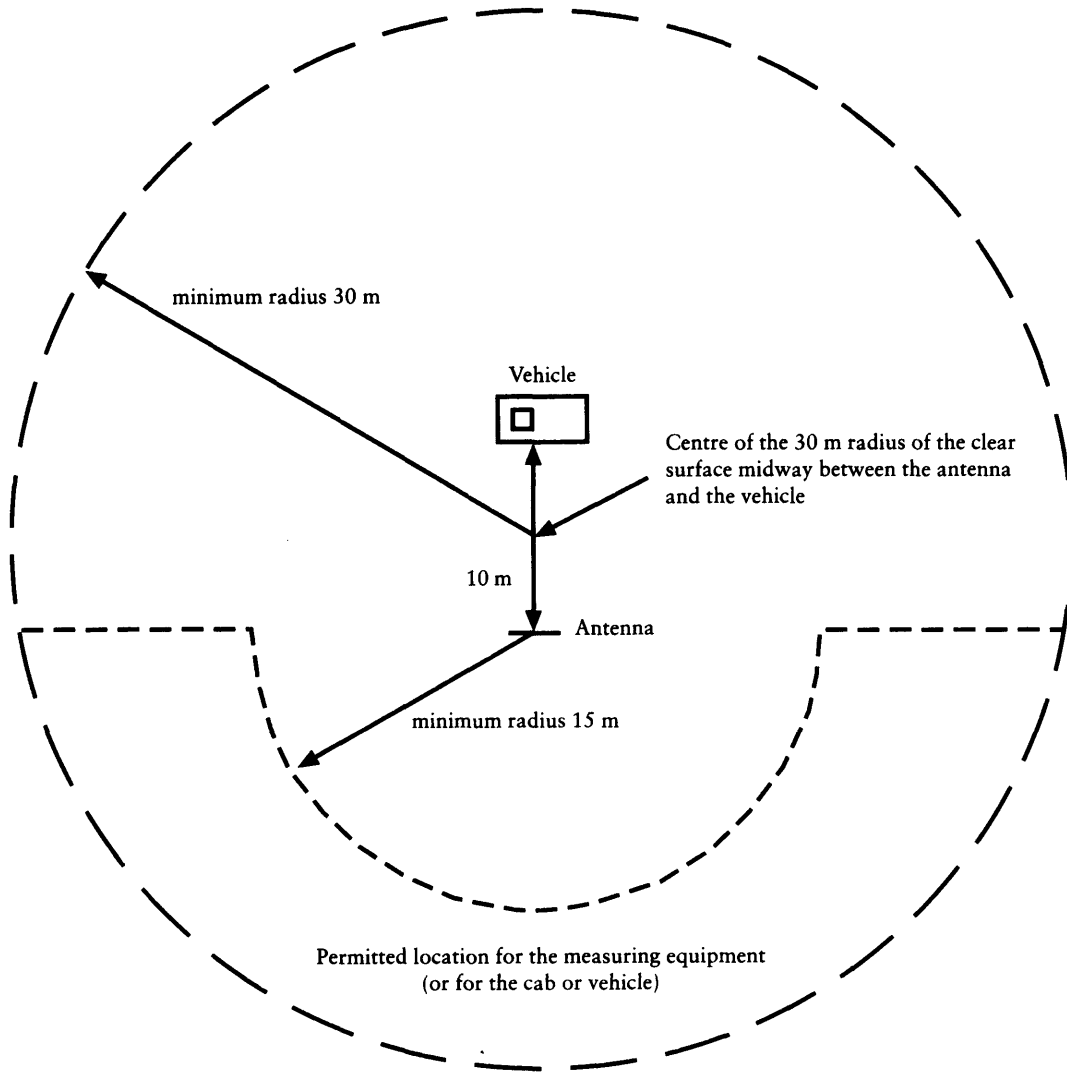 minimum radius 30 m
Vehicle
Centre of the 30 m radius of the clear
surface midway between the antenna
and the vehicle
10 m
Antenna
minimum radius 15 m
Permitted location for the measuring equipment
(or for the cab or vehicle)